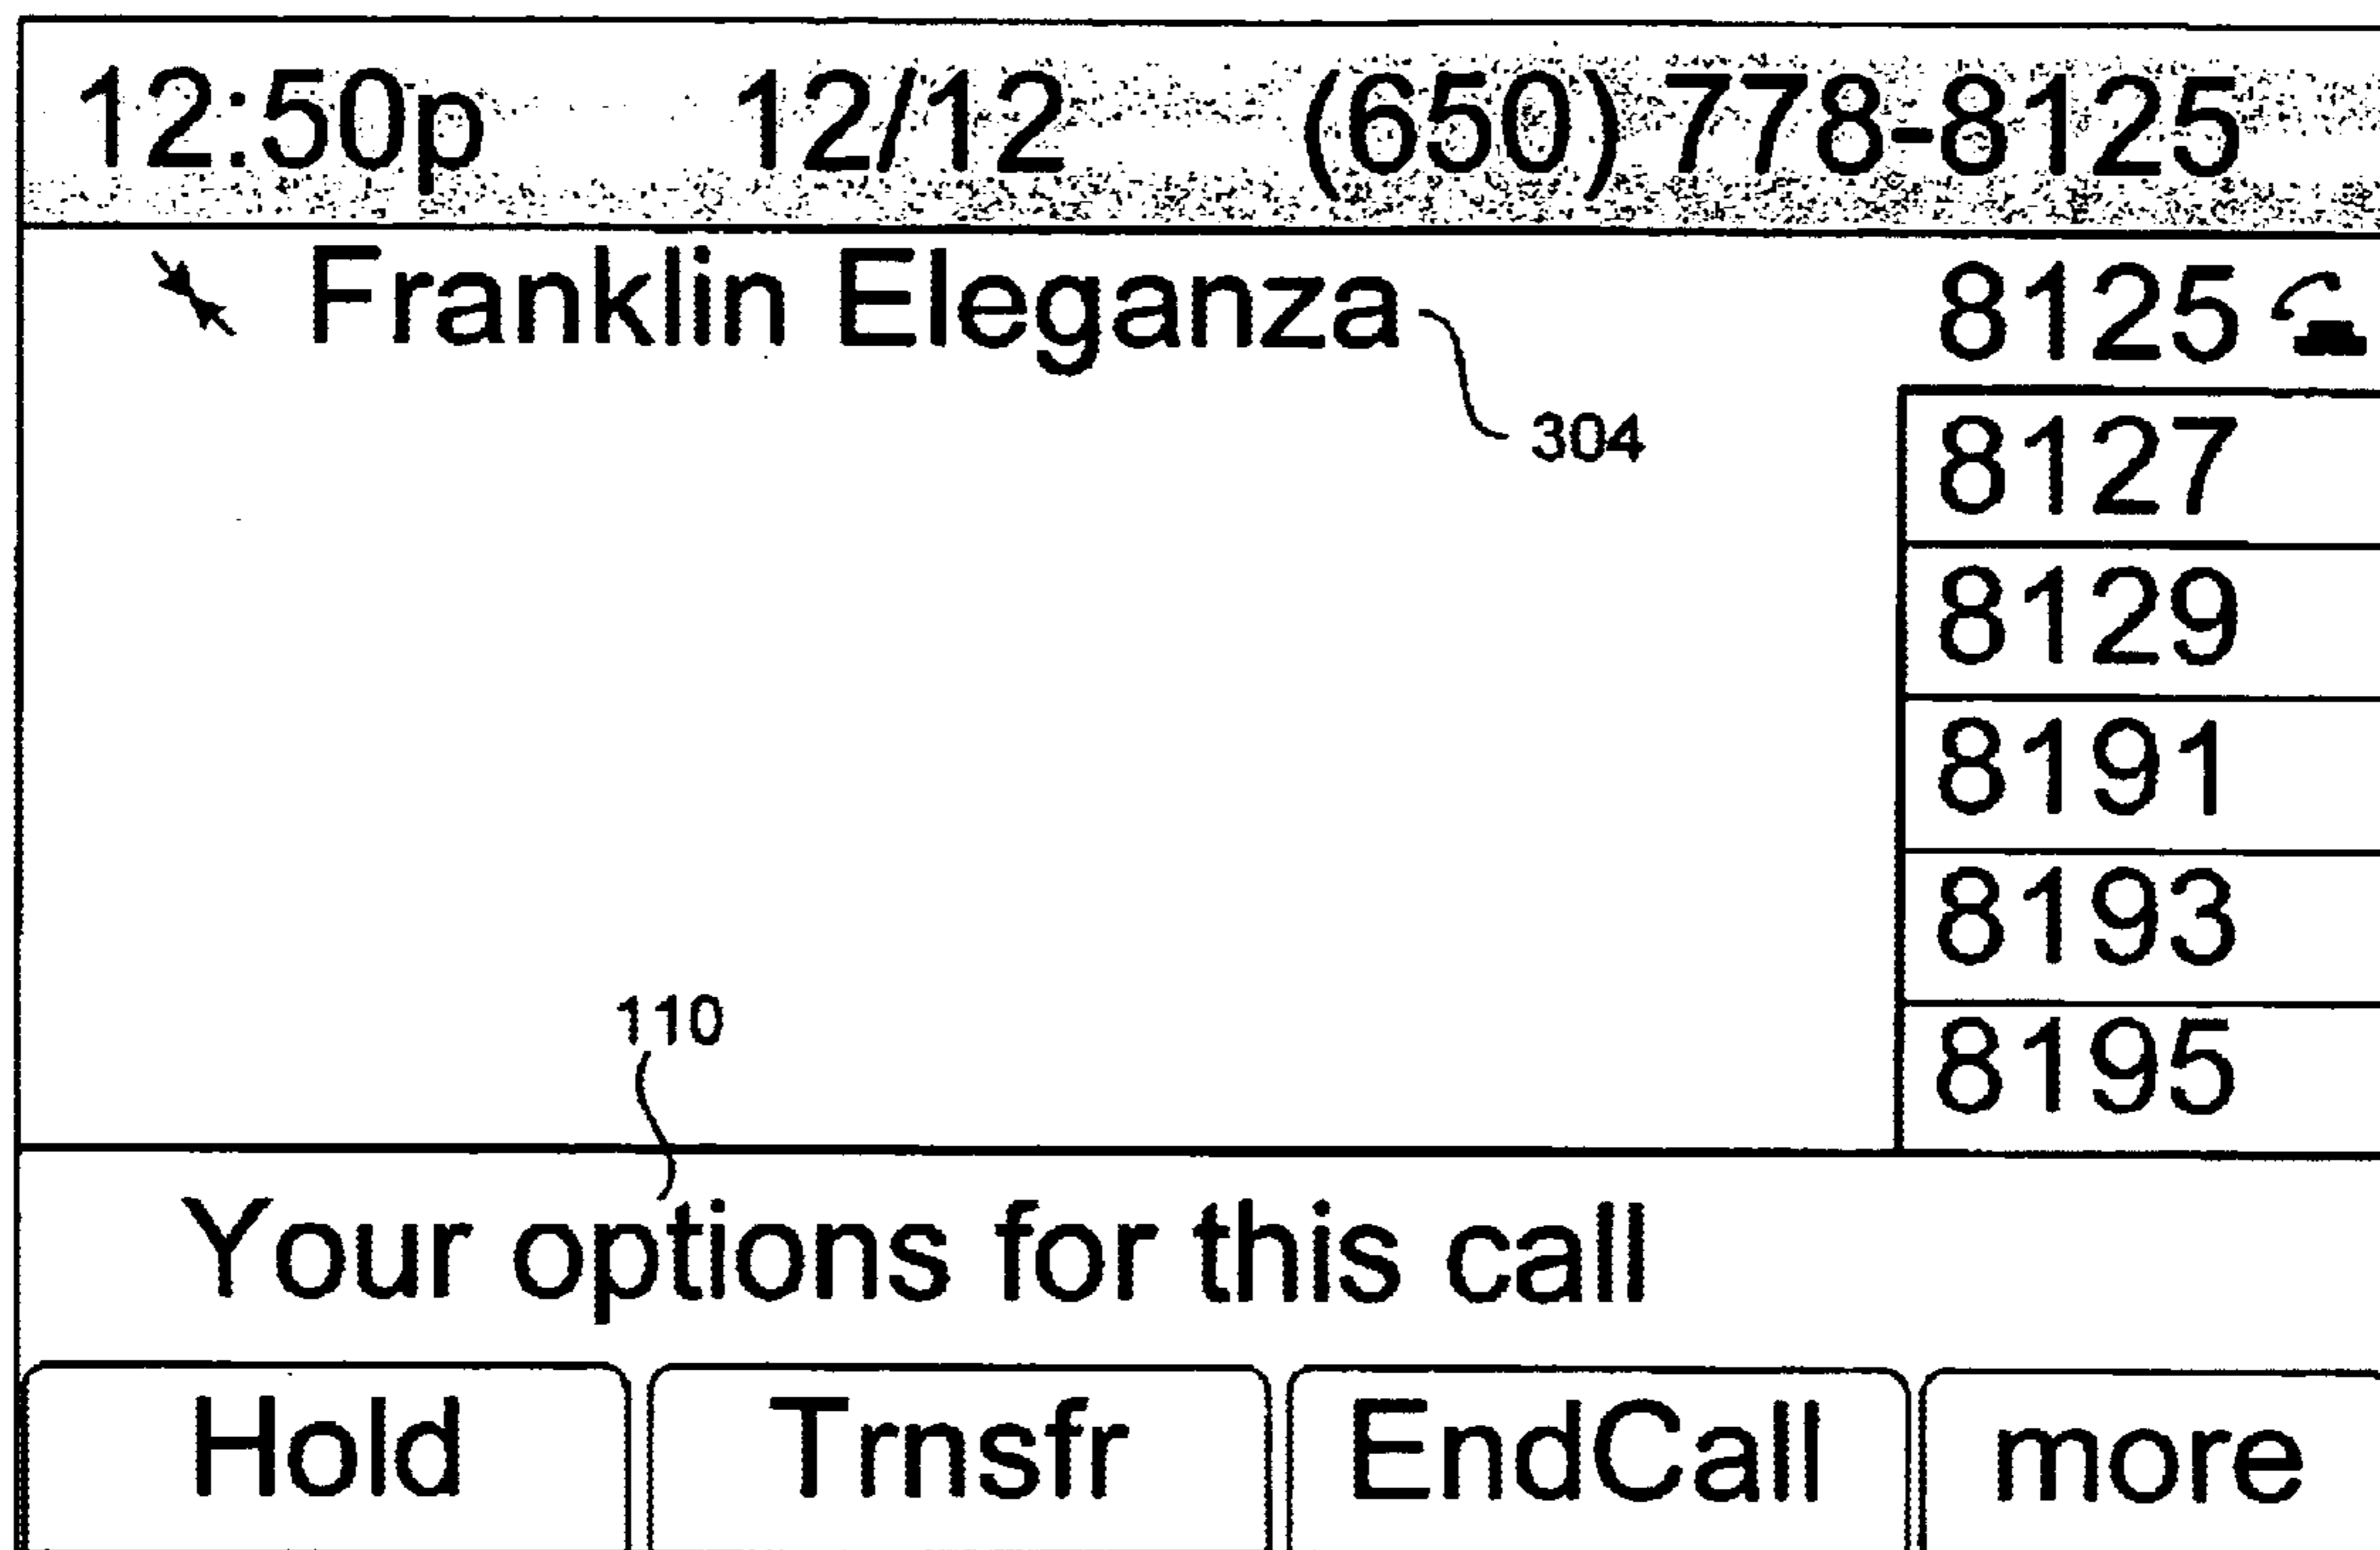 12:50p 12/12 (650) 778-8125
Franklin Eleganza 8125
304
8127
8129
8191
8193
110
8195
Your options for this call
Hold Trnsfr EndCall more